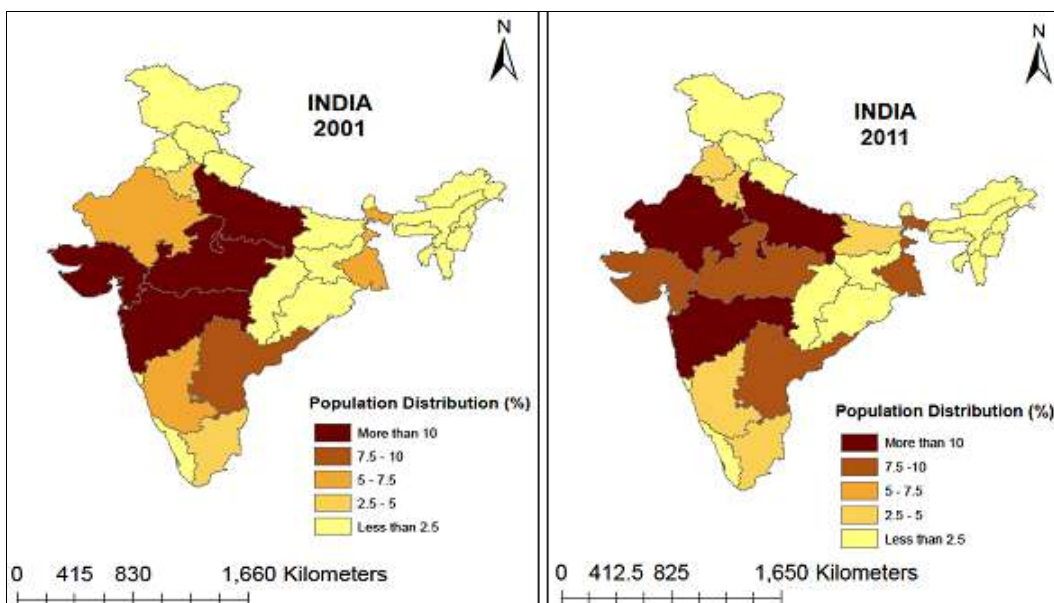 N
INDIA
2001
Population Distribution (%)
More than 10
7.5 - 10
5 - 7.5
2.5 - 5
Less than 2.5
0 415 830 1,660 Kilometers
N
INDIA
2011
Population Distribution (%)
More than 10
7.5 -10
5 - 7.5
2.5 - 5
Less than 2.5
0 412.5 825 1,650 Kilometers